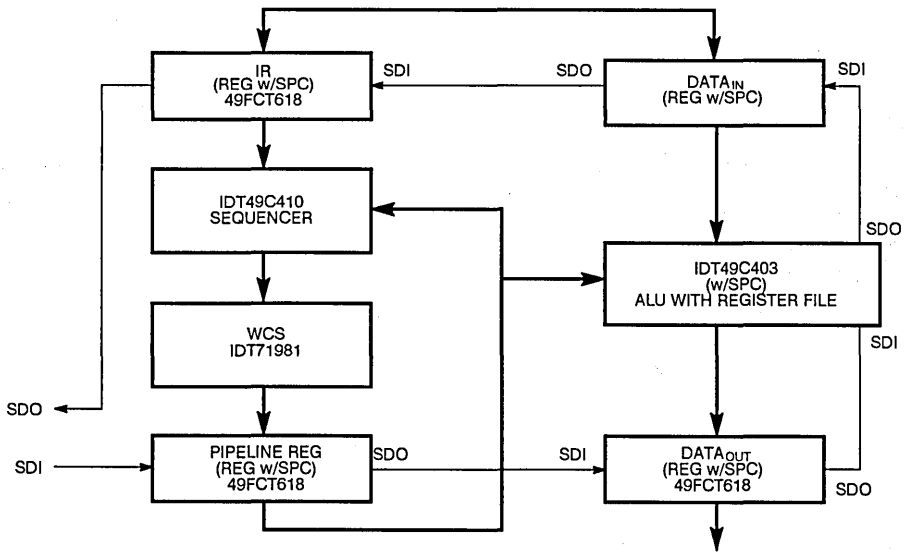 IR
(REG w/SPC)
49FCT618
SDI
SDO
DATAIN
(REG w/SPC)
SDI
IDT49C410
SEQUENCER
SDO
IDT49C403
(w/SPC)
ALU WITH REGISTER FILE
WCS
IDT71981
SDI
SDO
SDI
PIPELINE REG
(REG w/SPC)
49FCT618
SDO
SDI
DATAOUT
(REG w/SPC)
49FCT618
SDO